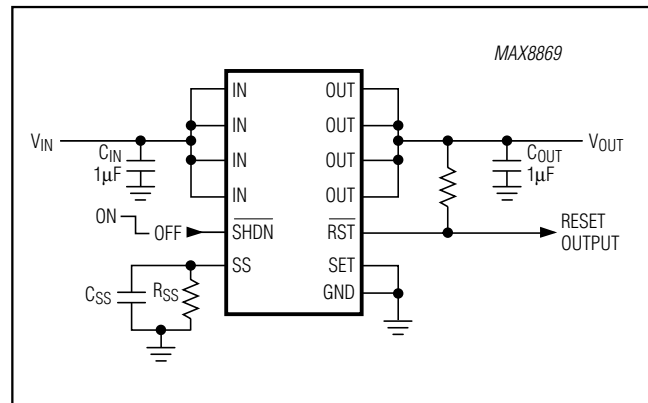 MAX8869
IN
IN
IN
IN
SHDN
SS
OUT
OUT
OUT
OUT
RST
SET
GND
VIN
CIN
1µF
ON
OFF
CSS
RSS
COUT
1µF
VOUT
RESET
OUTPUT